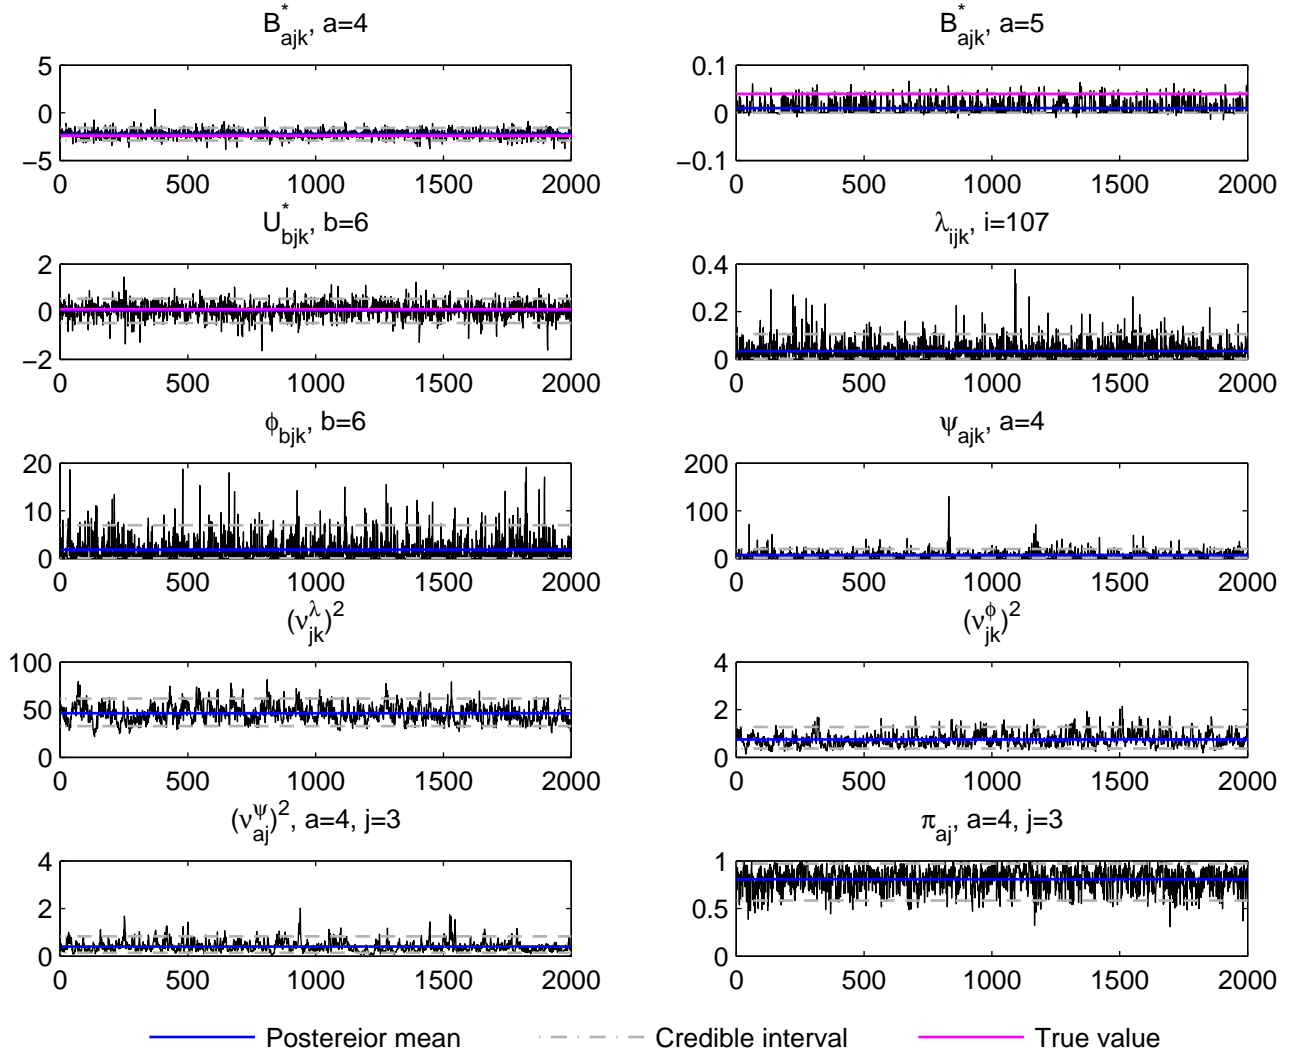 B*ajk, a=4
B*ajk, a=5
5
0
−5
0 500 1000 1500 2000
0.1
0
−0.1
0 500 1000 1500 2000
U*bjk, b=6
λijk, i=107
2
0
−2
0 500 1000 1500 2000
0.4
0.2
0
0 500 1000 1500 2000
ϕbjk, b=6
ψajk, a=4
20
10
0
0 500 1000 1500 2000
200
100
0
0 500 1000 1500 2000
(νλjk)2
(νϕjk)2
100
50
0
0 500 1000 1500 2000
4
2
0
0 500 1000 1500 2000
(νψaj)2, a=4, j=3
πaj, a=4, j=3
4
2
0
0 500 1000 1500 2000
1
0.5
0
0 500 1000 1500 2000
Postereior mean Credible interval True value